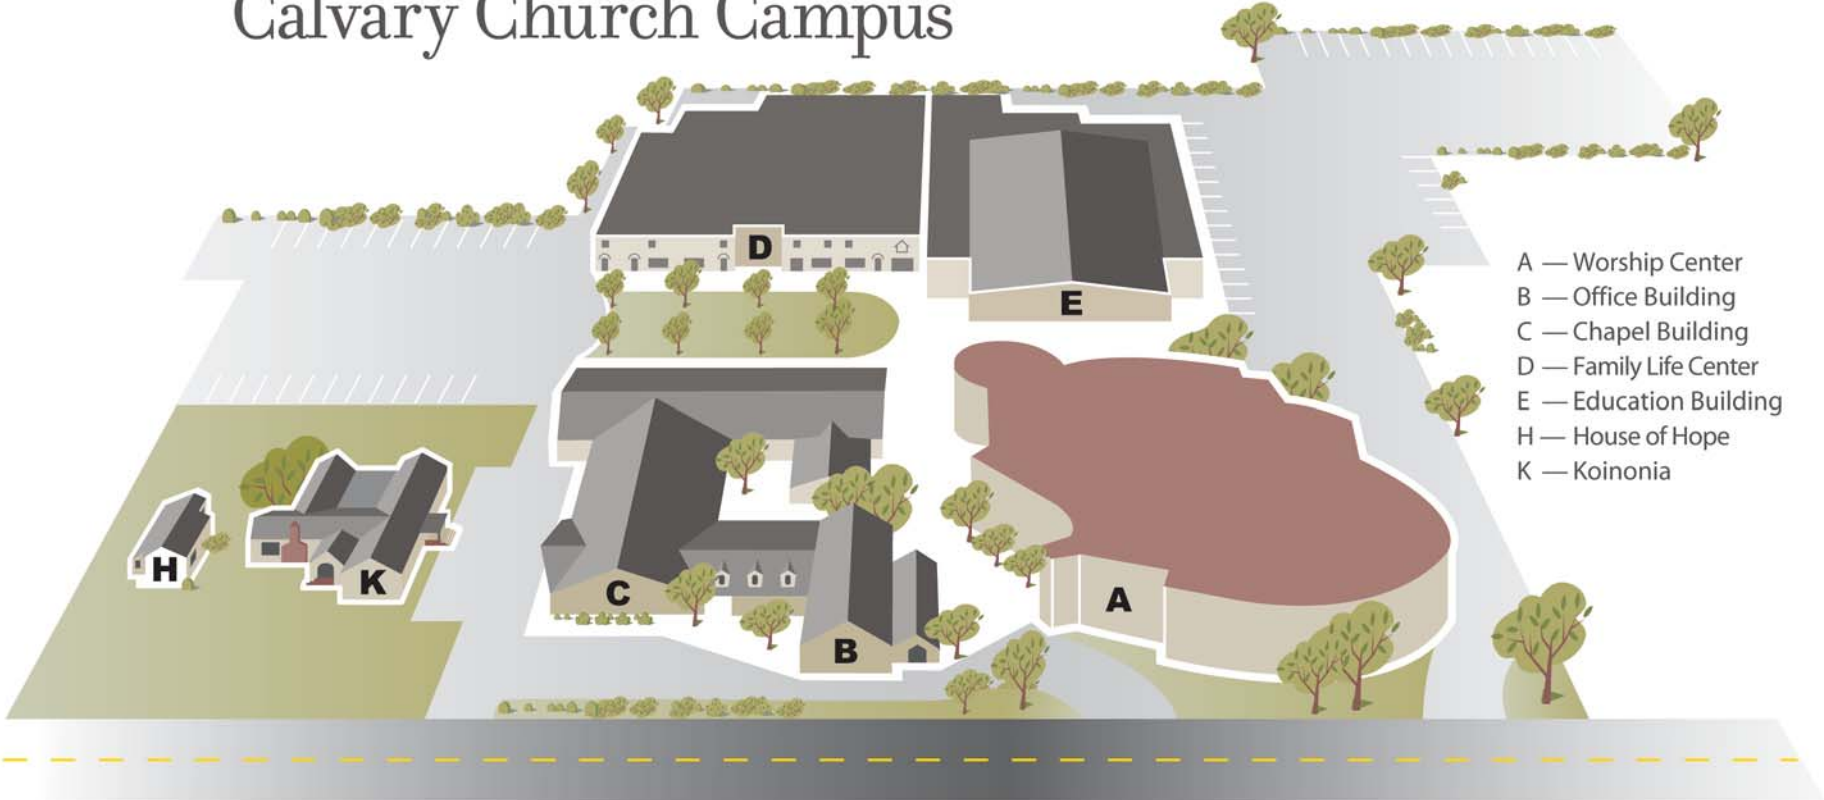 Calvary Church Campus
D
E
A — Worship Center
B — Office Building
C — Chapel Building
D — Family Life Center
E — Education Building
H — House of Hope
K — Koinonia
H
K
C
A
B